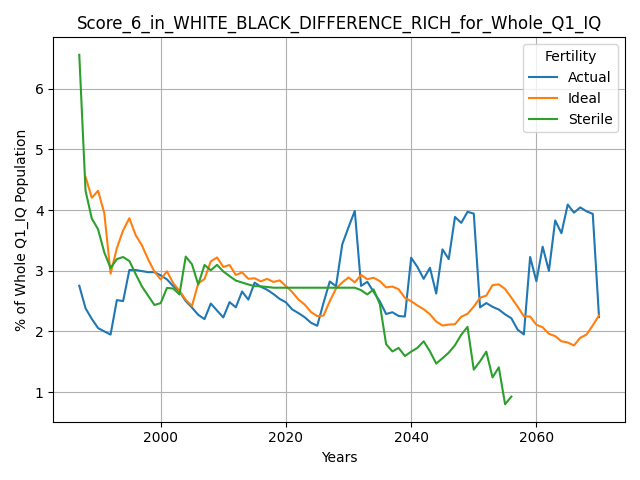 Score_6_in_WHITE_BLACK_DIFFERENCE_RICH_for_Whole_Q1_IQ
% of Whole Q1_IQ Population
6
5
4
3
2
1
Fertility
Actual
Ideal
Sterile
2000 2020 2040 2060
Years